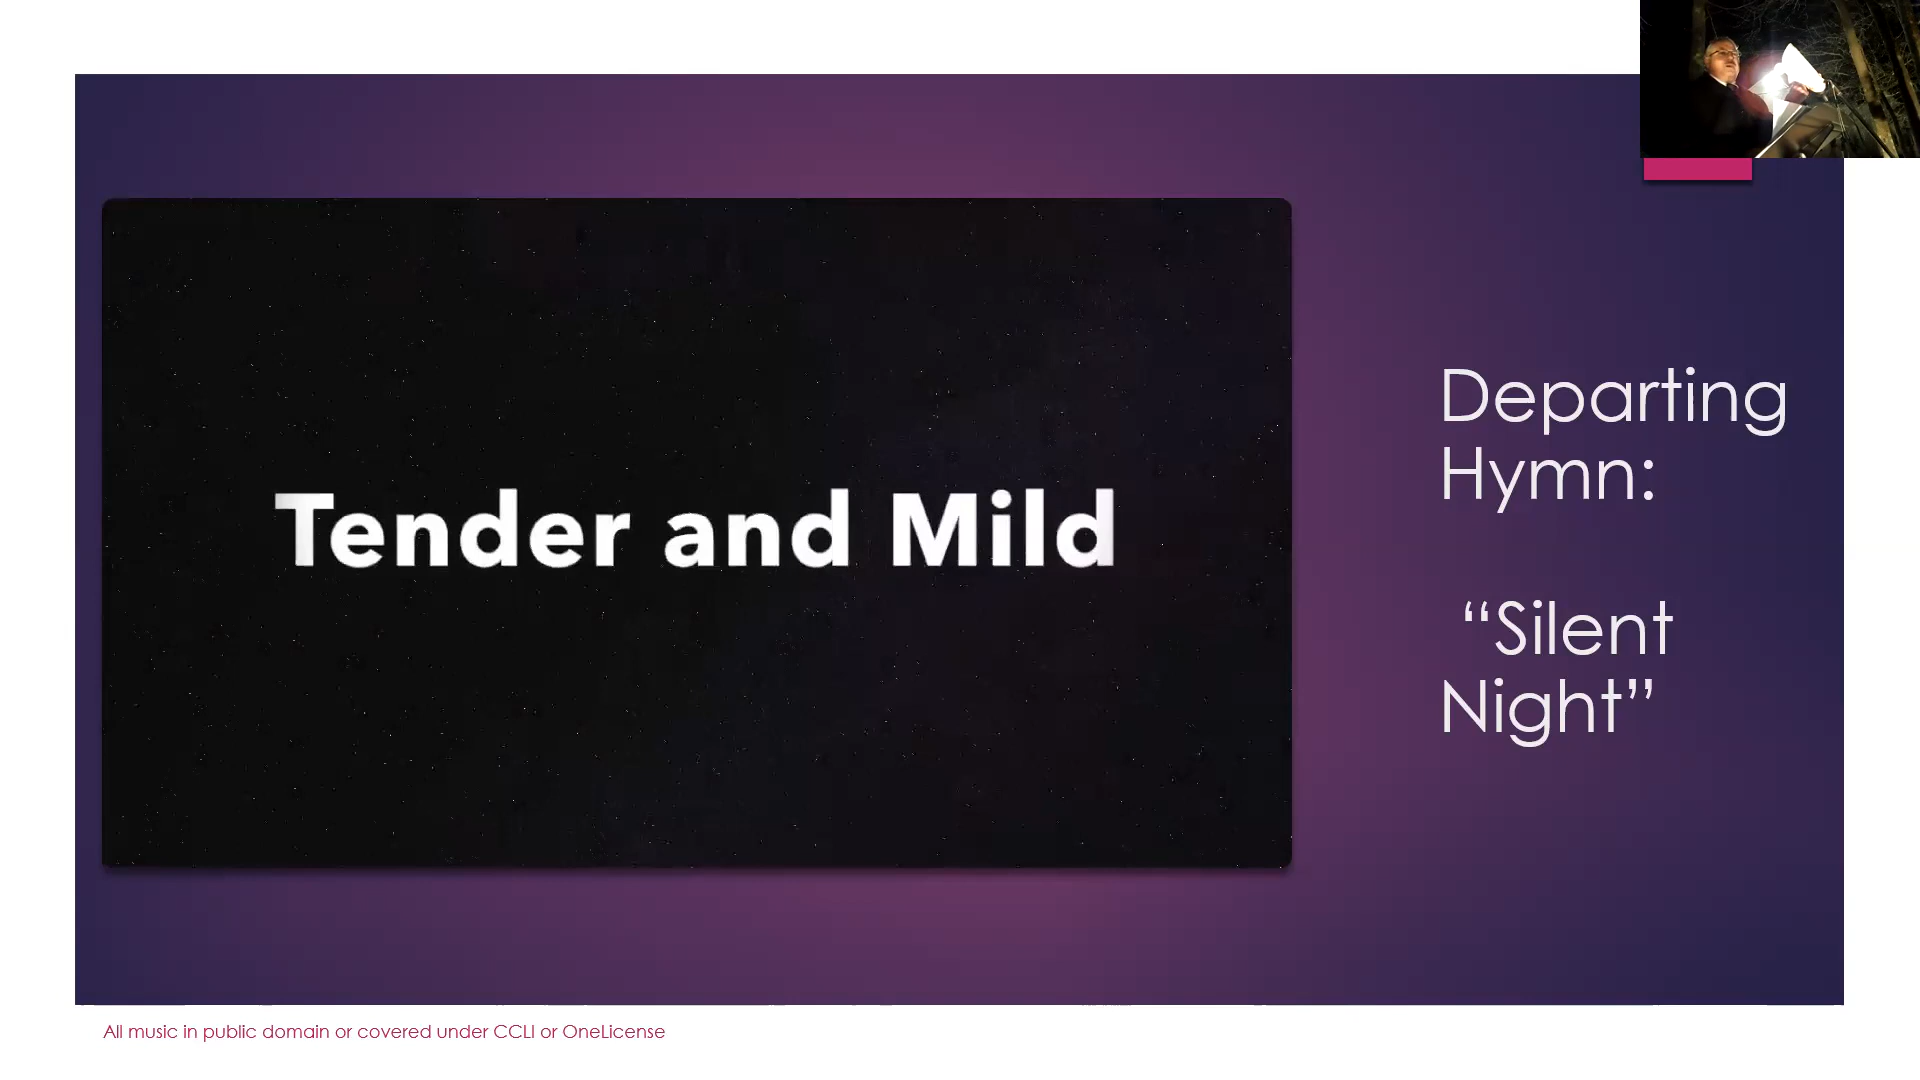 Tender and Mild
Departing
Hymn:
“Silent
Night”
All music in public domain or covered under CCLI or OneLicense